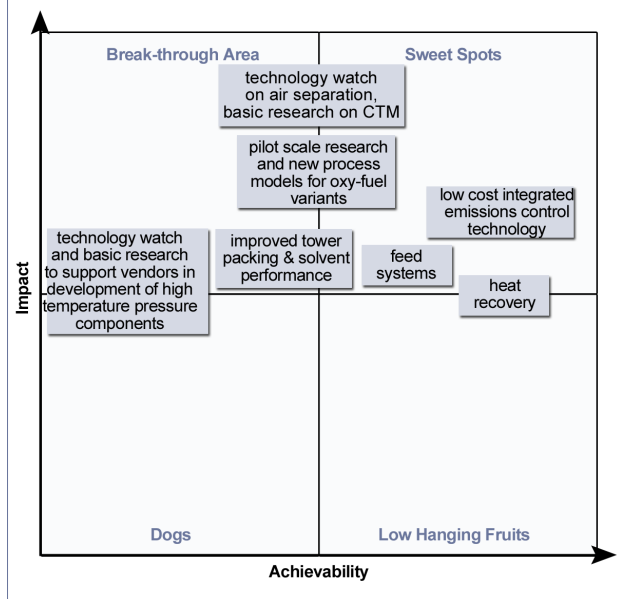 Break-through Area
Sweet Spots
technology watch
on air separation,
basic research on CTM
pilot scale research
and new process
models for oxy-fuel
variants
low cost integrated
emissions control
technology
technology watch
and basic research
to support vendors in
development of high
temperature pressure
components
improved tower
packing & solvent
performance
feed
systems
heat
recovery
Impact
Dogs
Low Hanging Fruits
Achievability